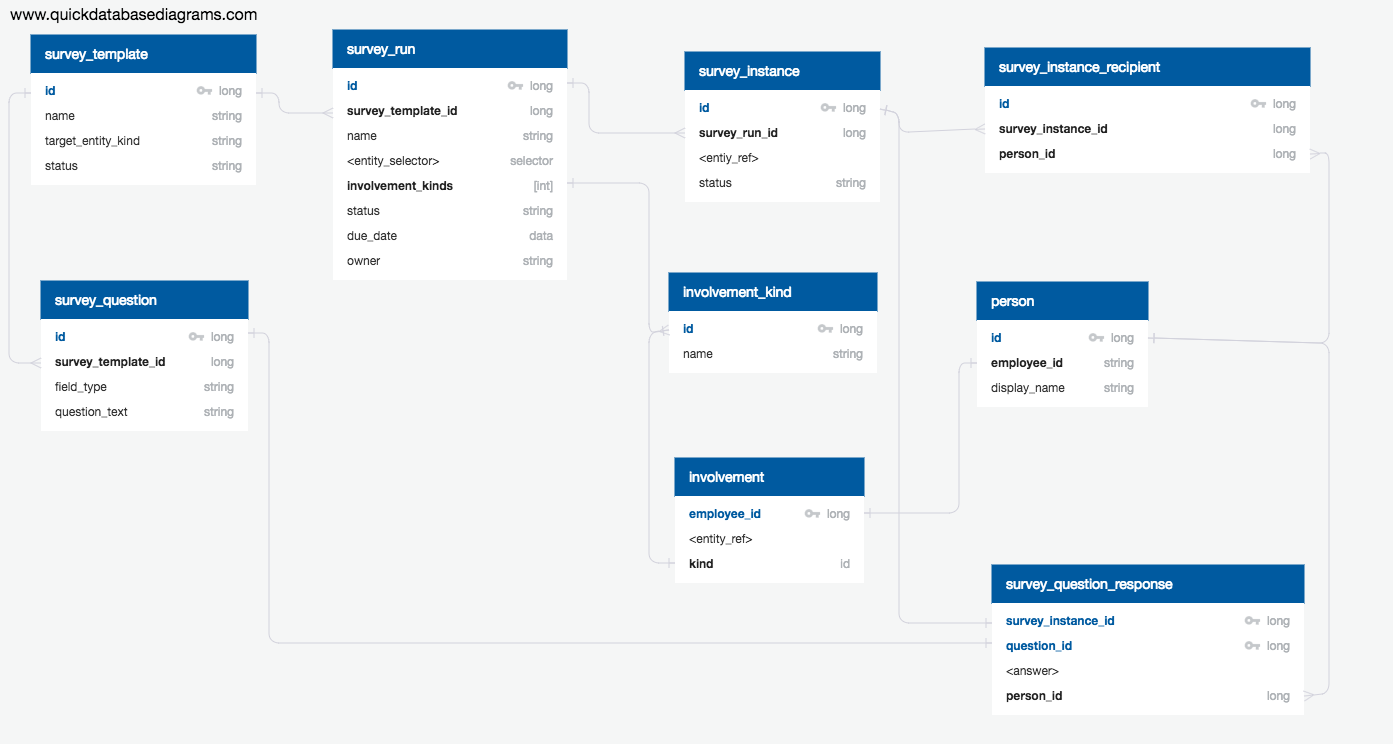 www.quickdatabasediagrams.com
survey_template
id long
name string
target_entity_kind string
status string
survey_run
id long
survey_template_id long
name string
<entity_selector> selector
involvement_kinds [int]
status string
due_date data
owner string
survey_instance
id long
survey_run_id long
<entiy_ref>
status string
survey_instance_recipient
id long
survey_instance_id long
person_id long
survey_question
id long
survey_template_id long
field_type string
question_text string
involvement_kind
id long
name string
person
id long
employee_id string
display_name string
involvement
employee_id long
<entity_ref>
kind id
survey_question_response
survey_instance_id long
question_id long
<answer>
person_id long